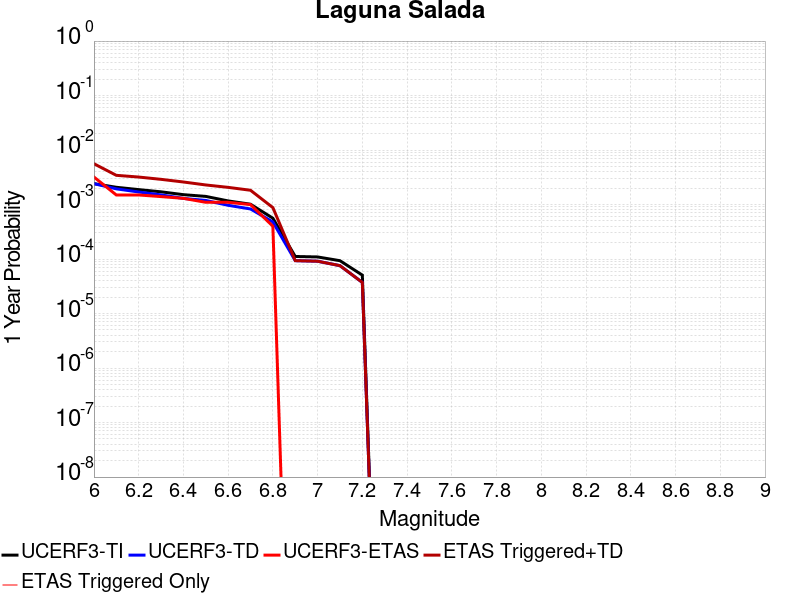 Laguna Salada
10 0
10 -1
10 -2
10 -3
10 -4
10 -5
10 -6
10 -7
10 -8
1 Year Probability
6 6.2 6.4 6.6 6.8 7 7.2 7.4 7.6 7.8 8 8.2 8.4 8.6 8.8 9
Magnitude
UCERF3-TI UCERF3-TD UCERF3-ETAS ETAS Triggered+TD
ETAS Triggered Only